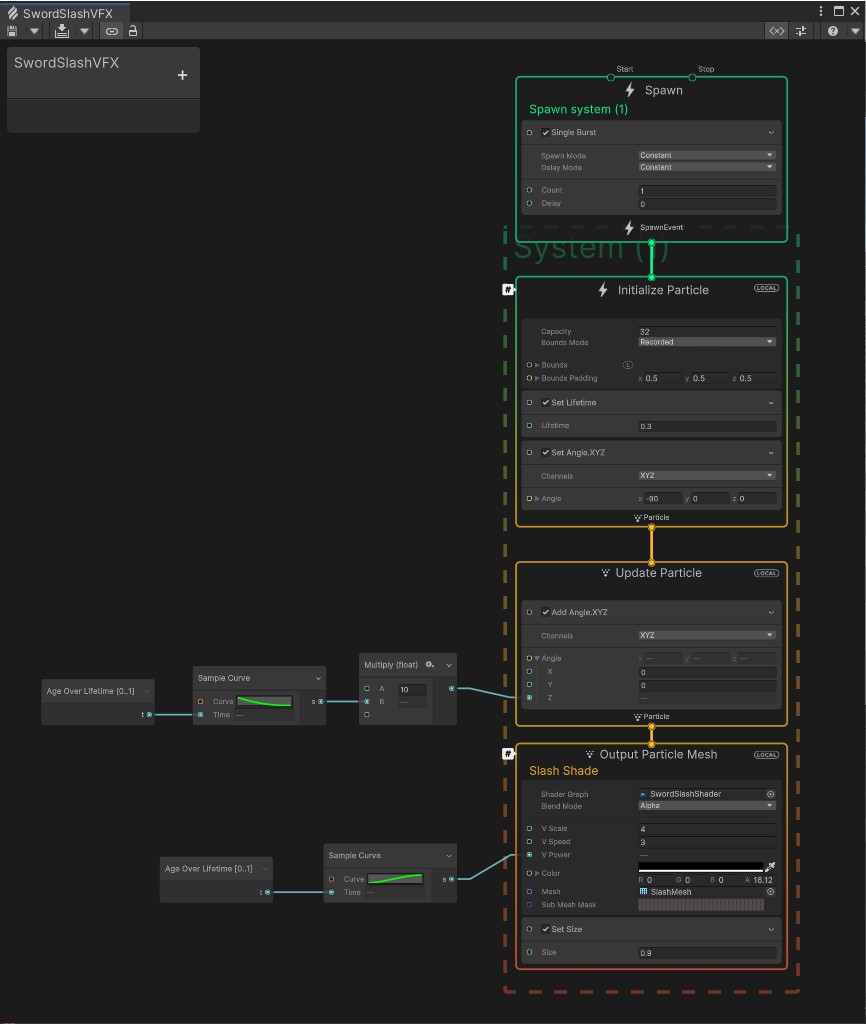 SwordSlashVFX
SwordSlashVFX
+
Start Stop
Spawn
Spawn system (1)
Single Burst
Spawn Mode Constant
Delay Mode Constant
Count 1
Delay 0
SpawnEvent
System (1)
# Initialize Particle LOCAL
Capacity 32
Bounds Mode Recorded
Bounds L
Bounds Padding x 0.5 y 0.5 z 0.5
Set Lifetime
Lifetime 0.3
Set Angle.XYZ
Channels XYZ
Angle x -90 y 0 z 0
Particle
Update Particle LOCAL
Add Angle.XYZ
Channels XYZ
Angle x — y — z —
X 0
Y 0
Z —
Particle
Multiply (float)
A 10
B —
Sample Curve
Curve s
Time —
Age Over Lifetime [0..1]
t
# Output Particle Mesh LOCAL
Slash Shade
Shader Graph SwordSlashShader
Blend Mode Alpha
V Scale 4
V Speed 3
V Power —
Color
R 0 G 0 B 0 A 18.12
Mesh SlashMesh
Sub Mesh Mask
Set Size
Size 0.9
Sample Curve
Curve s
Time —
Age Over Lifetime [0..1]
t